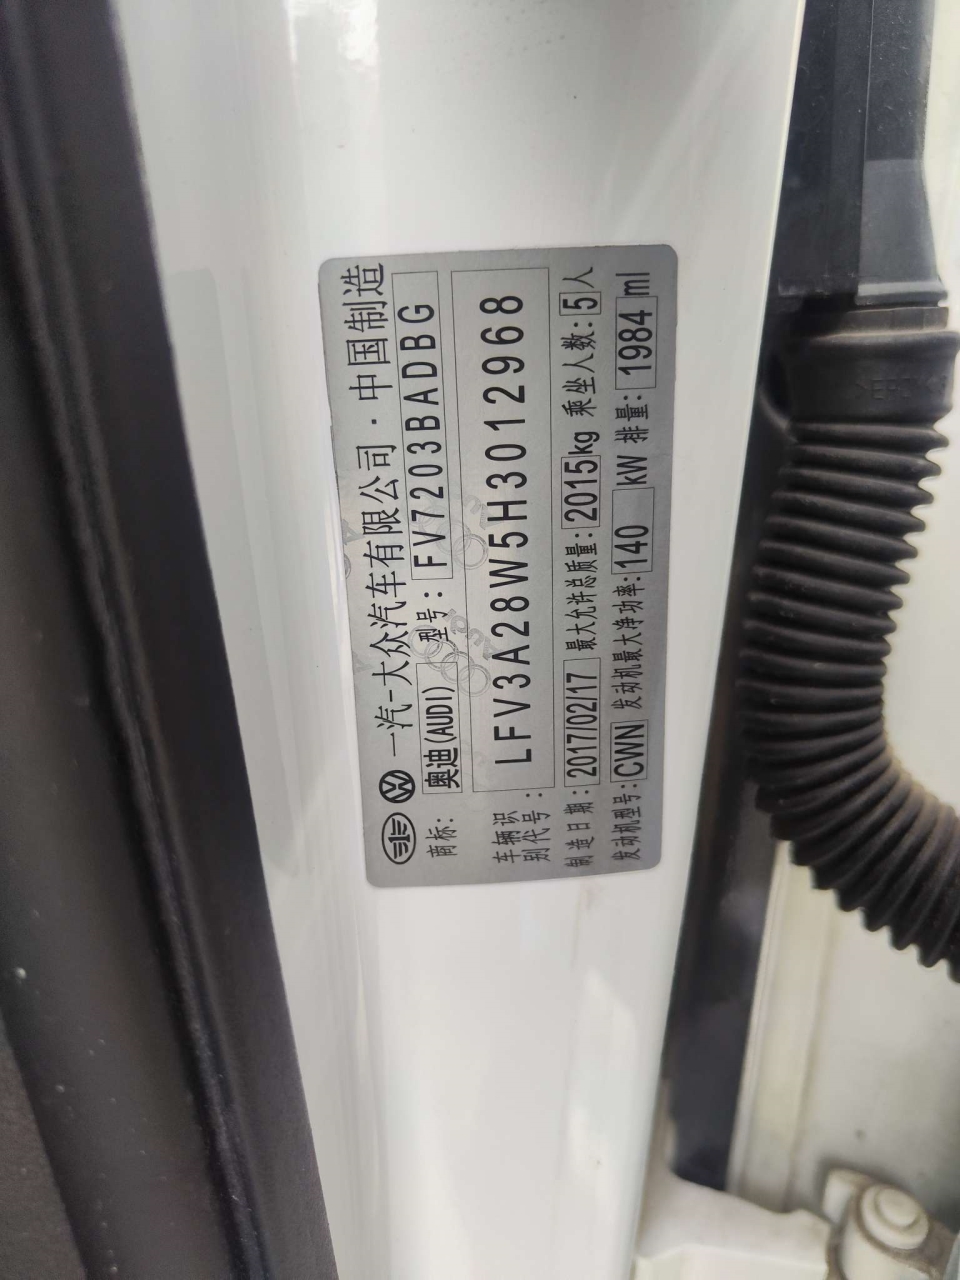 一汽-大众汽车有限公司·中国制造
商标: 奥迪(AUDI) 型号: FV7203BADBG
车辆识别代号: LFV3A28W5H3012968
制造日期: 2017/02/17 最大允许总质量: 2015kg 乘坐人数: 5人
发动机型号: CWN 发动机最大净功率: 140 kW 排量: 1984 ml